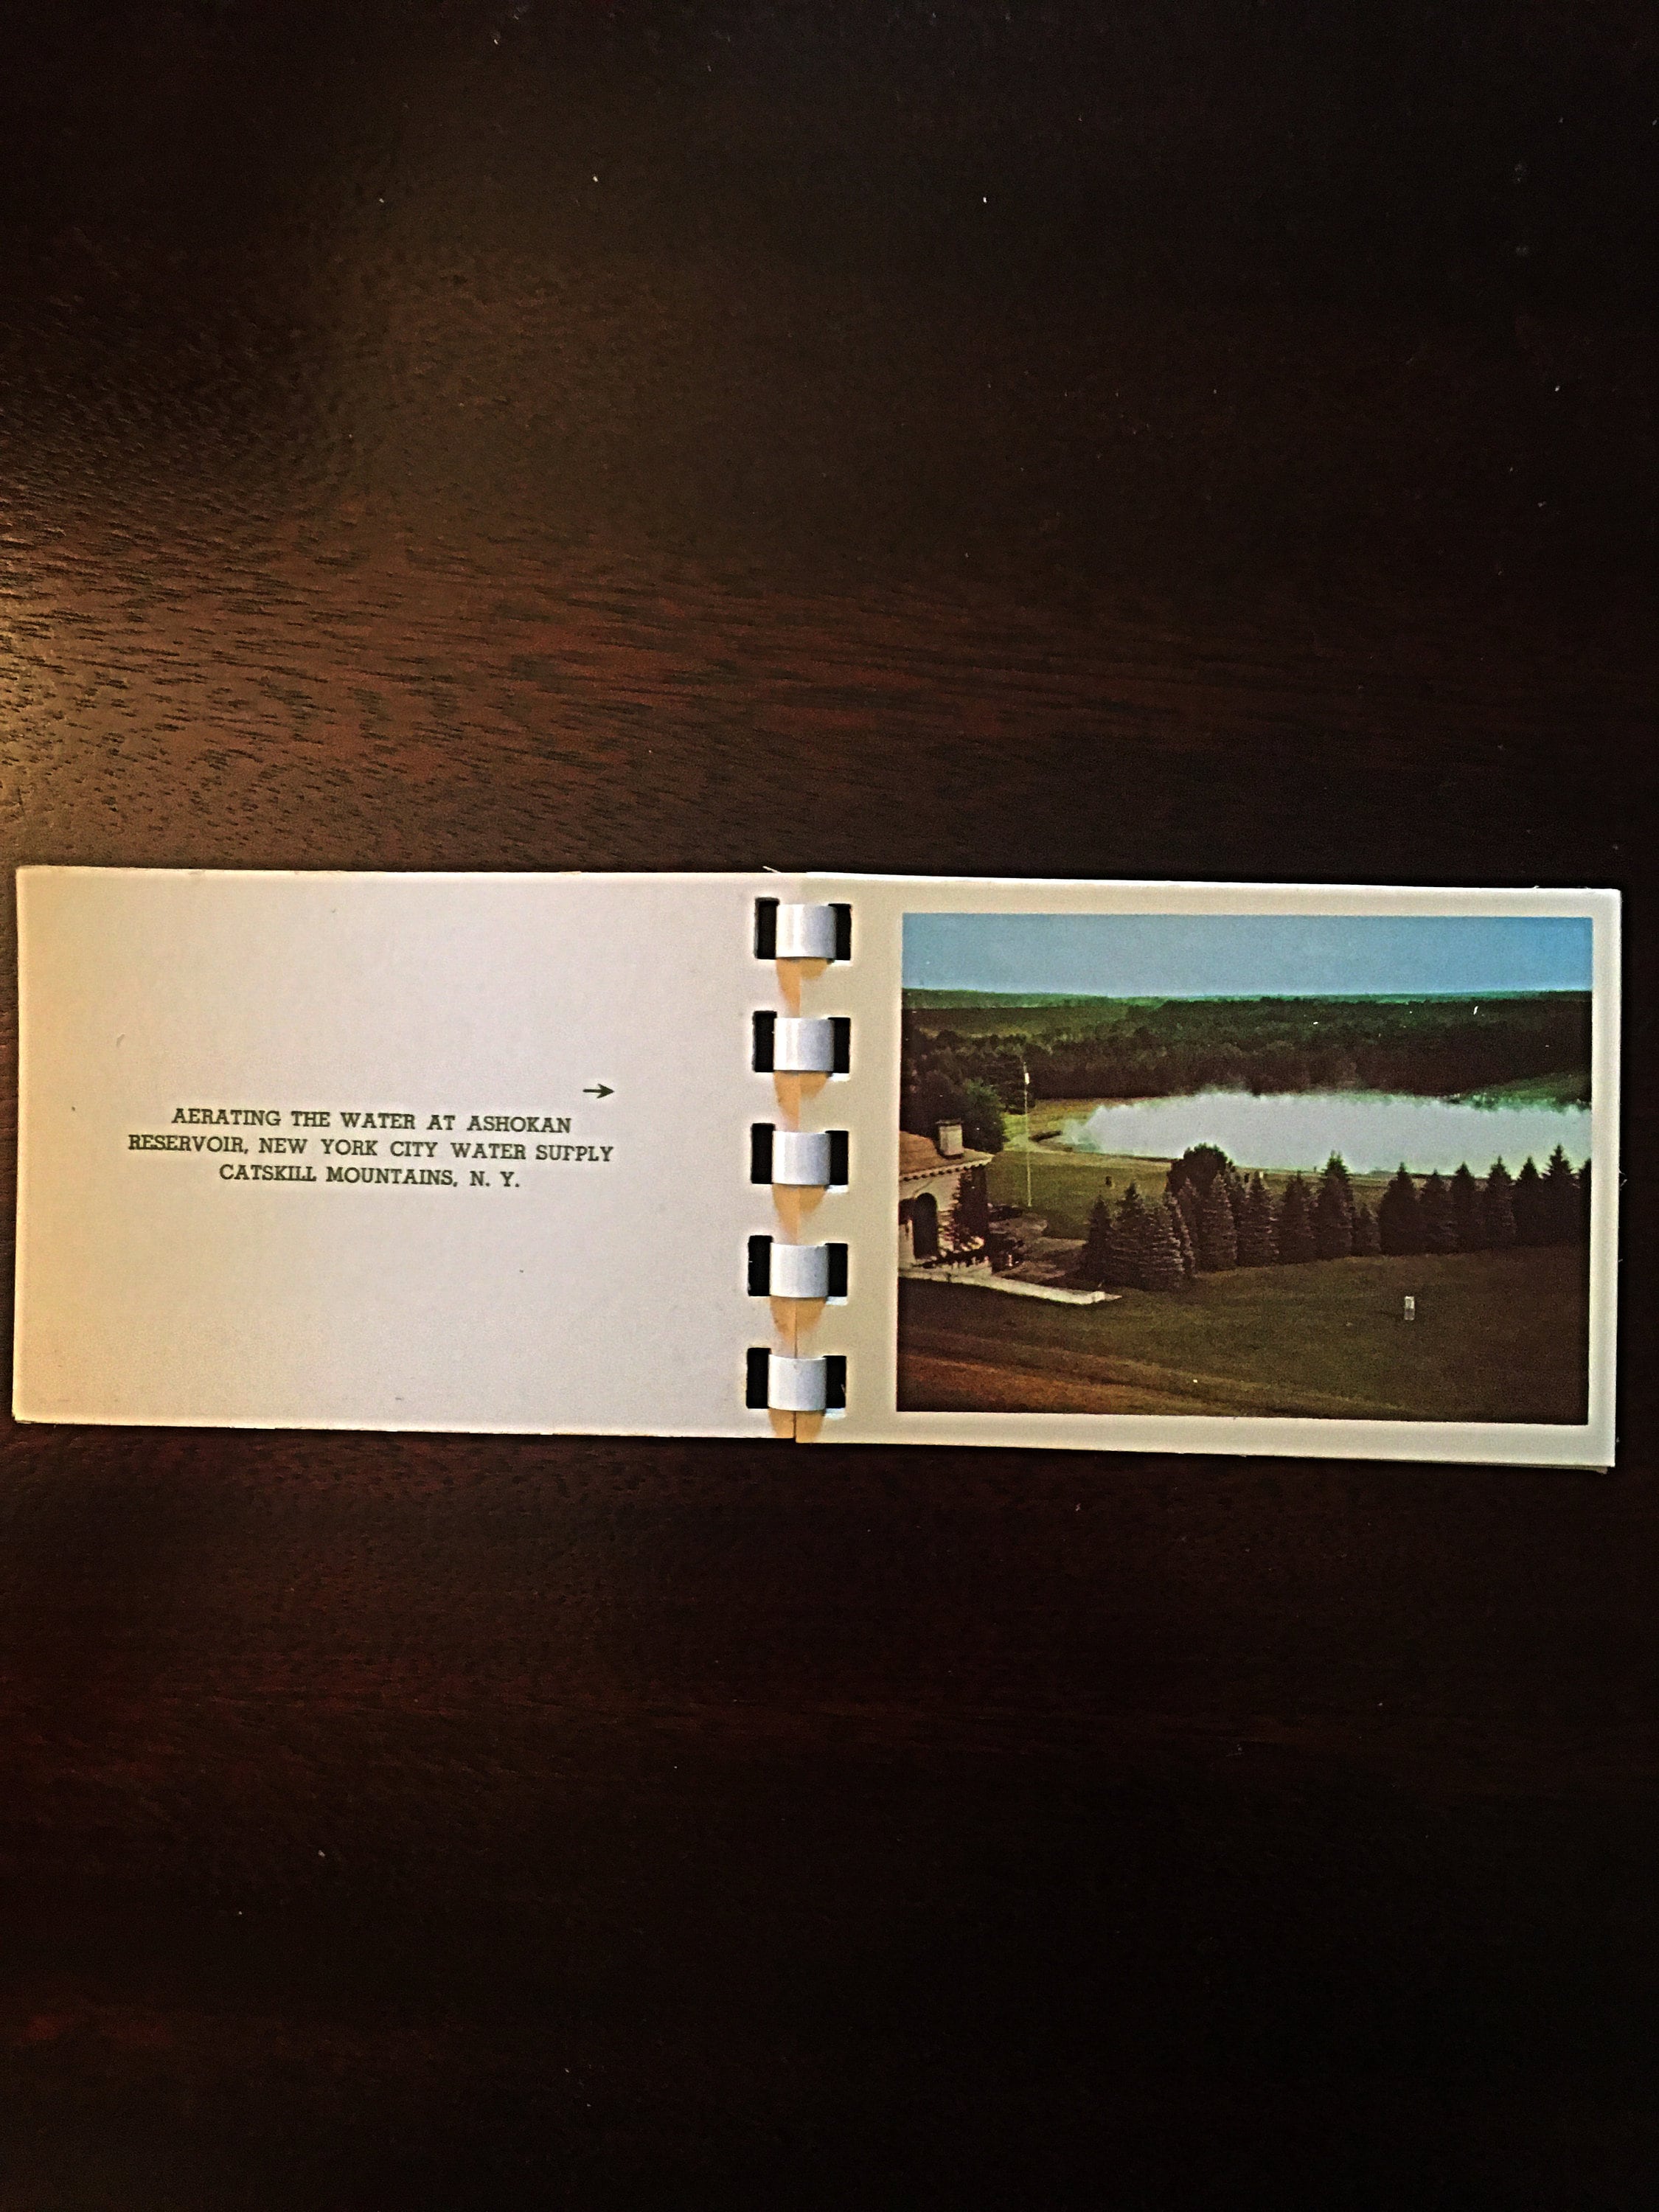 →
AERATING THE WATER AT ASHOKAN
RESERVOIR, NEW YORK CITY WATER SUPPLY
CATSKILL MOUNTAINS, N. Y.